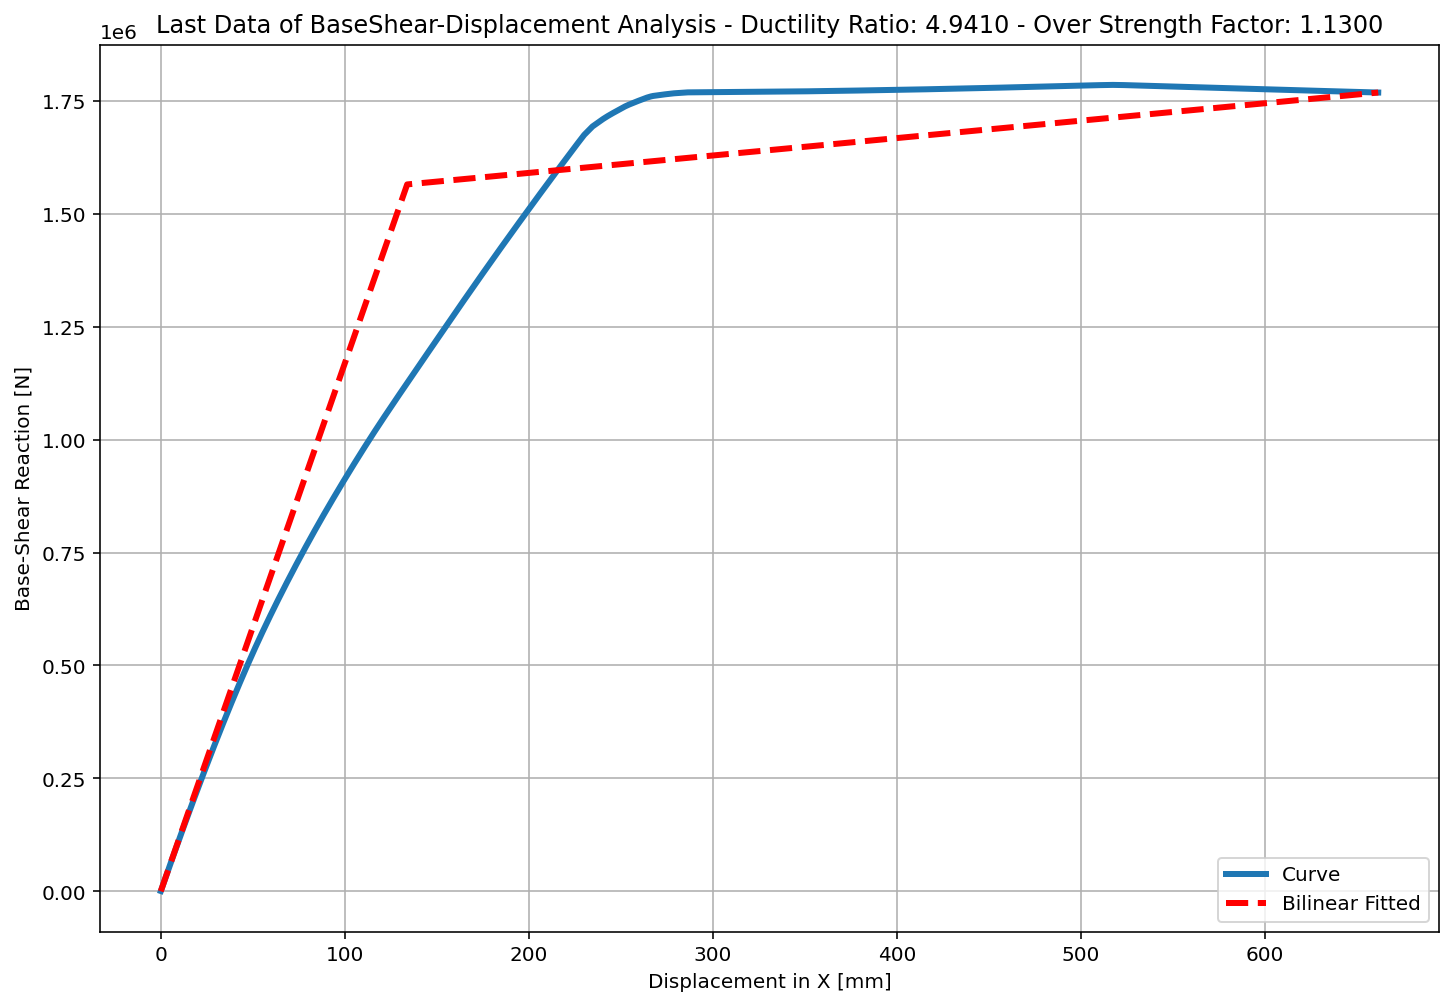 Last Data of BaseShear-Displacement Analysis - Ductility Ratio: 4.9410 - Over Strength Factor: 1.1300
1e6
1.75
1.50
1.25
1.00
0.75
0.50
0.25
0.00
Base-Shear Reaction [N]
Curve
Bilinear Fitted
0 100 200 300 400 500 600
Displacement in X [mm]